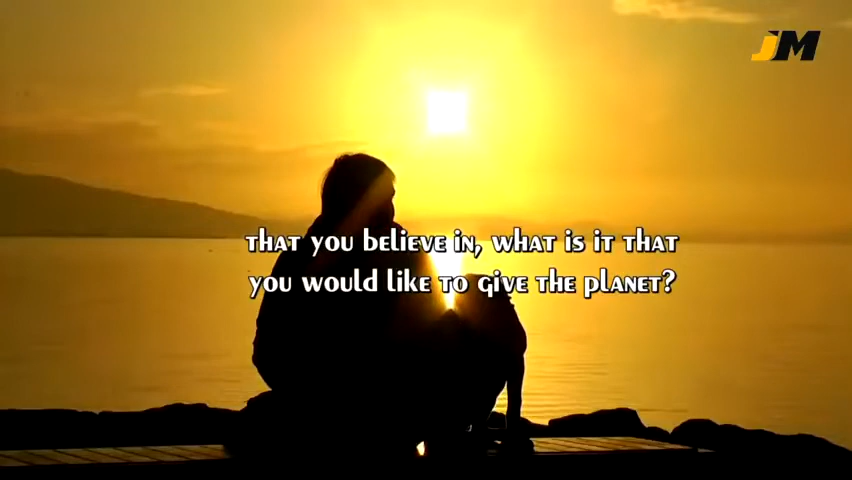 JM
that you believe in, what is it that
you would like to give the planet?